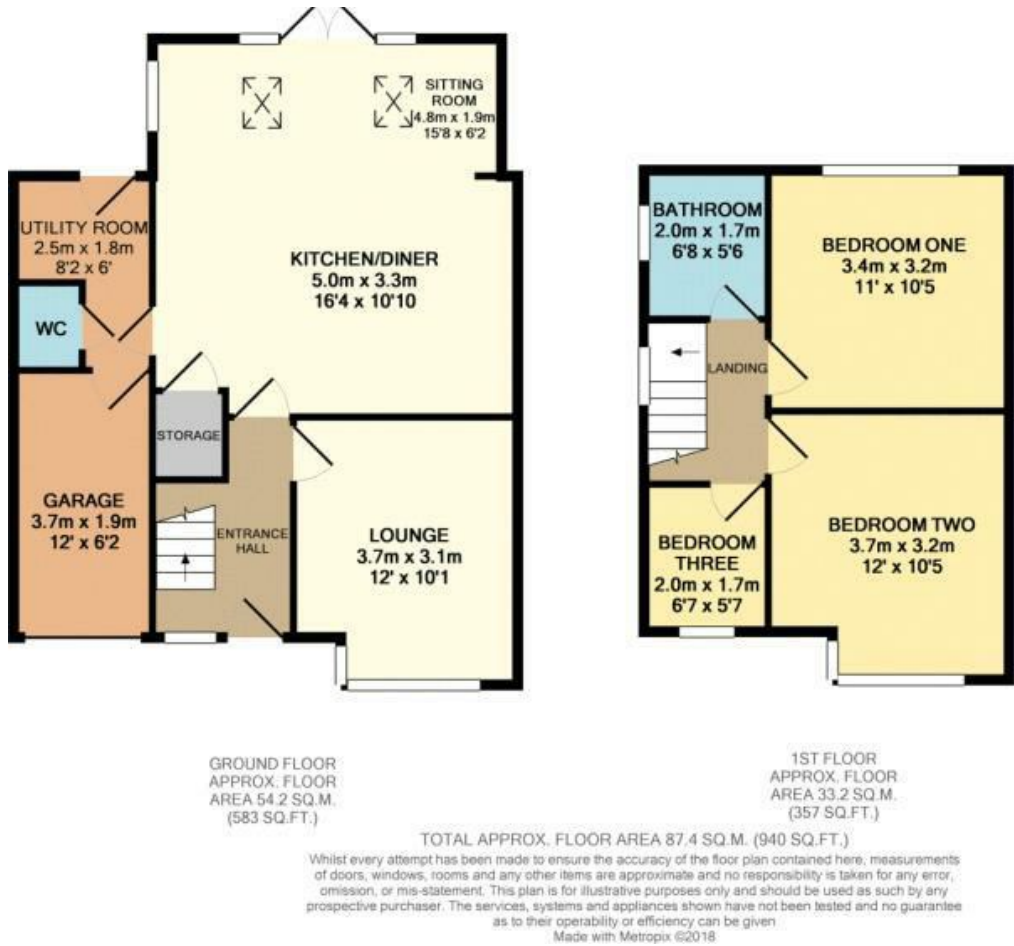 SITTING
ROOM
4.8m x 1.9m
15'8 x 6'2
UTILITY ROOM
2.5m x 1.8m
8'2 x 6'
KITCHEN/DINER
5.0m x 3.3m
16'4 x 10'10
WC
STORAGE
GARAGE
3.7m x 1.9m
12' x 6'2
ENTRANCE
HALL
LOUNGE
3.7m x 3.1m
12' x 10'1
BATHROOM
2.0m x 1.7m
6'8 x 5'6
BEDROOM ONE
3.4m x 3.2m
11' x 10'5
LANDING
BEDROOM
THREE
2.0m x 1.7m
6'7 x 5'7
BEDROOM TWO
3.7m x 3.2m
12' x 10'5
GROUND FLOOR
APPROX. FLOOR
AREA 54.2 SQ.M.
(583 SQ.FT.)
1ST FLOOR
APPROX. FLOOR
AREA 33.2 SQ.M.
(357 SQ.FT.)
TOTAL APPROX. FLOOR AREA 87.4 SQ.M. (940 SQ.FT.)
Whilst every attempt has been made to ensure the accuracy of the floor plan contained here, measurements
of doors, windows, rooms and any other items are approximate and no responsibility is taken for any error,
omission, or mis-statement. This plan is for illustrative purposes only and should be used as such by any
prospective purchaser. The services, systems and appliances shown have not been tested and no guarantee
as to their operability or efficiency can be given
Made with Metropix ©2018